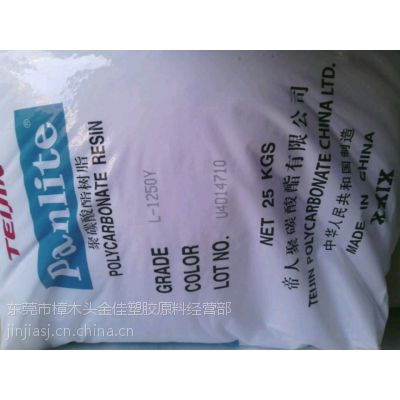 TEIJIN
Panlite®
聚碳酸酯树脂
POLYCARBONATE RESIN
GRADE L-1250Y
COLOR
LOT NO. U4D14710
NET 25 KGS
帝人聚碳酸酯有限公司
TEIJIN POLYCARBONATE CHINA LTD.
中华人民共和国制造
MADE IN CHINA
XIXX
东莞市樟木头金佳塑胶原料经营部
jinjiasj.cn.china.cn